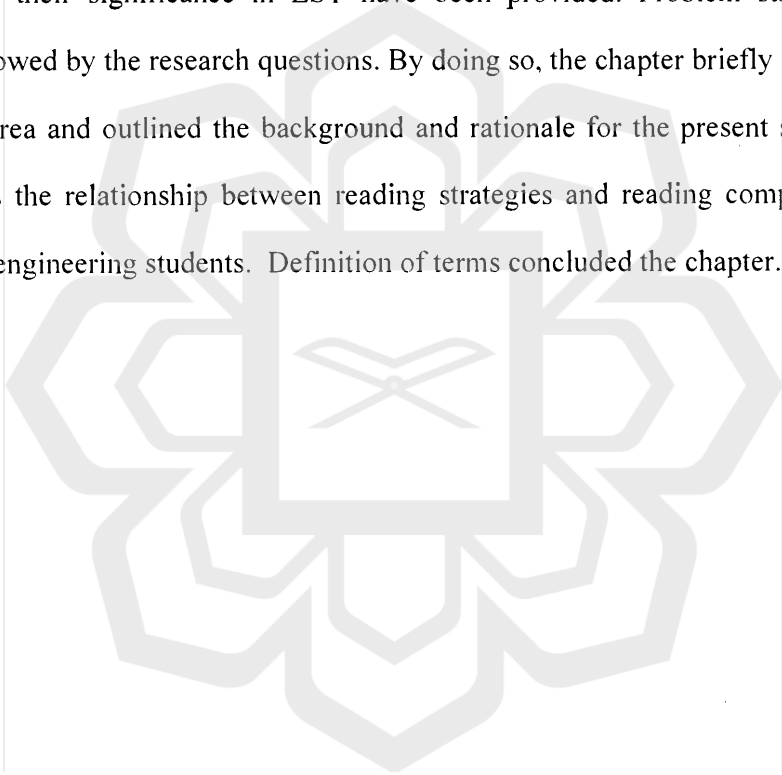 their significance in EST have been provided. Problem
owed by the research questions. By doing so, the chapter briefly
rea and outlined the background and rationale for the present
the relationship between reading strategies and reading comp
engineering students. Definition of terms concluded the chapter.